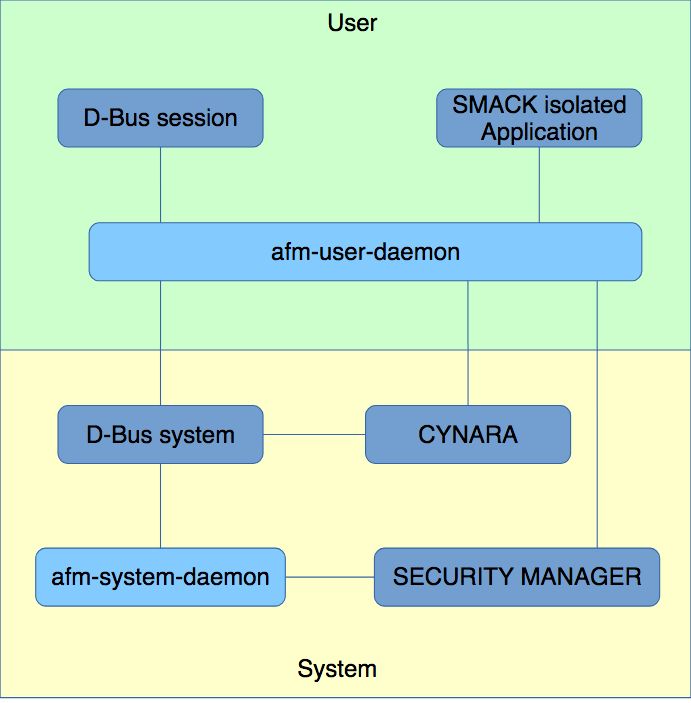 User
D-Bus session
SMACK isolated
Application
afm-user-daemon
D-Bus system
CYNARA
afm-system-daemon
SECURITY MANAGER
System